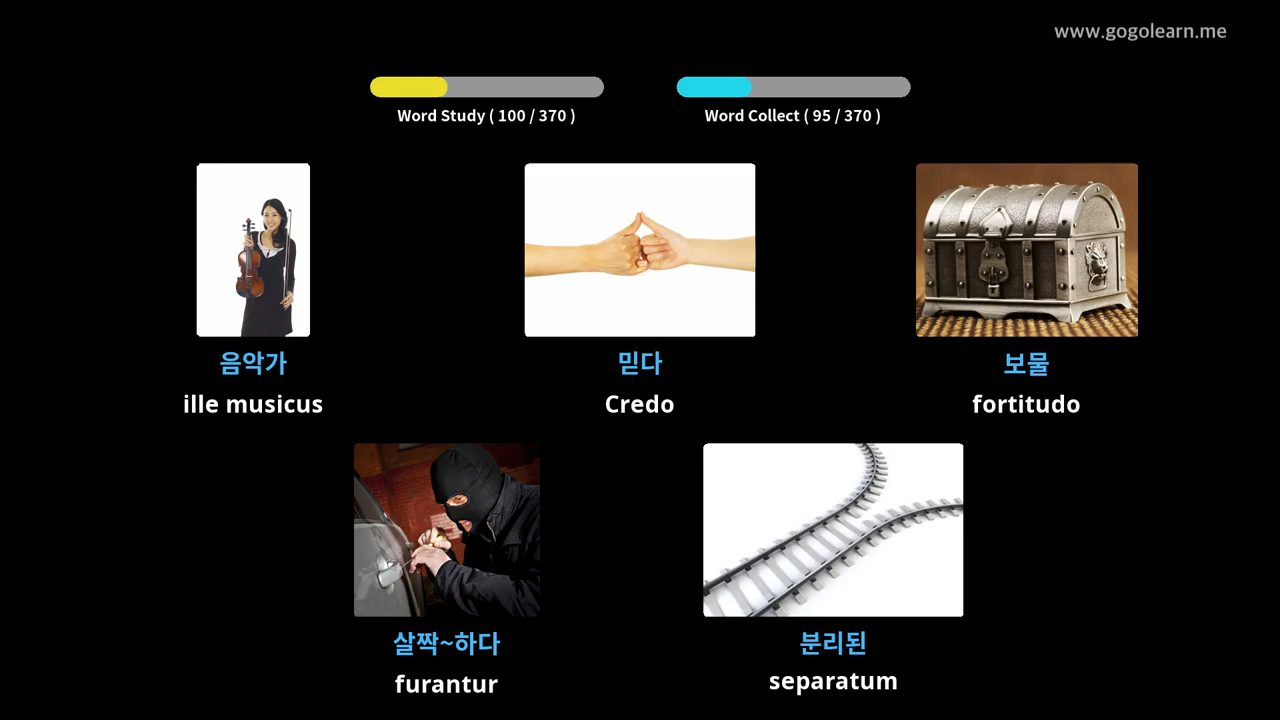 www.gogolearn.me
Word Study ( 100 / 370 )
Word Collect ( 95 / 370 )
음악가
ille musicus
믿다
Credo
보물
fortitudo
살짝~하다
furantur
분리된
separatum